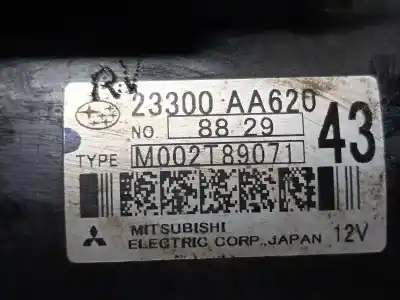 R.V
23300 AA620
NO 88 29
43
TYPE M002T89071
MITSUBISHI
ELECTRIC CORP., JAPAN 12V